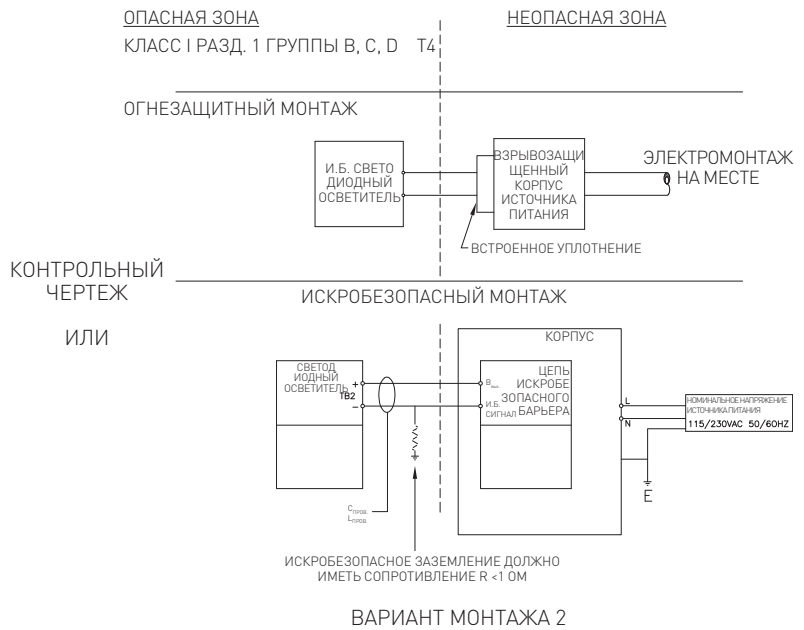 ОПАСНАЯ ЗОНА
НЕОПАСНАЯ ЗОНА
КЛАСС I РАЗД. 1 ГРУППЫ B, C, D T4
ОГНЕЗАЩИТНЫЙ МОНТАЖ
И.Б. СВЕТО
ДИОДНЫЙ
ОСВЕТИТЕЛЬ
ВЗРЫВОЗАЩИ
ЩЕННЫЙ
КОРПУС
ИСТОЧНИКА
ПИТАНИЯ
ЭЛЕКТРОМОНТАЖ
НА МЕСТЕ
ВСТРОЕННОЕ УПЛОТНЕНИЕ
КОНТРОЛЬНЫЙ
ЧЕРТЕЖ
ИЛИ
ИСКРОБЕЗОПАСНЫЙ МОНТАЖ
КОРПУС
СВЕТОД
ИОДНЫЙ
ОСВЕТИТЕЛЬ
+
TB2
−
ЦЕПЬ
ИСКРОБЕ
ЗОПАСНОГО
БАРЬЕРА
И.Б.
СИГНАЛ
L
N
НОМИНАЛЬНОЕ НАПРЯЖЕНИЕ
ИСТОЧНИКА ПИТАНИЯ
115/230VAC 50/60HZ
E
CПРОВ.
LПРОВ.
ИСКРОБЕЗОПАСНОЕ ЗАЗЕМЛЕНИЕ ДОЛЖНО
ИМЕТЬ СОПРОТИВЛЕНИЕ R <1 ОМ
ВАРИАНТ МОНТАЖА 2